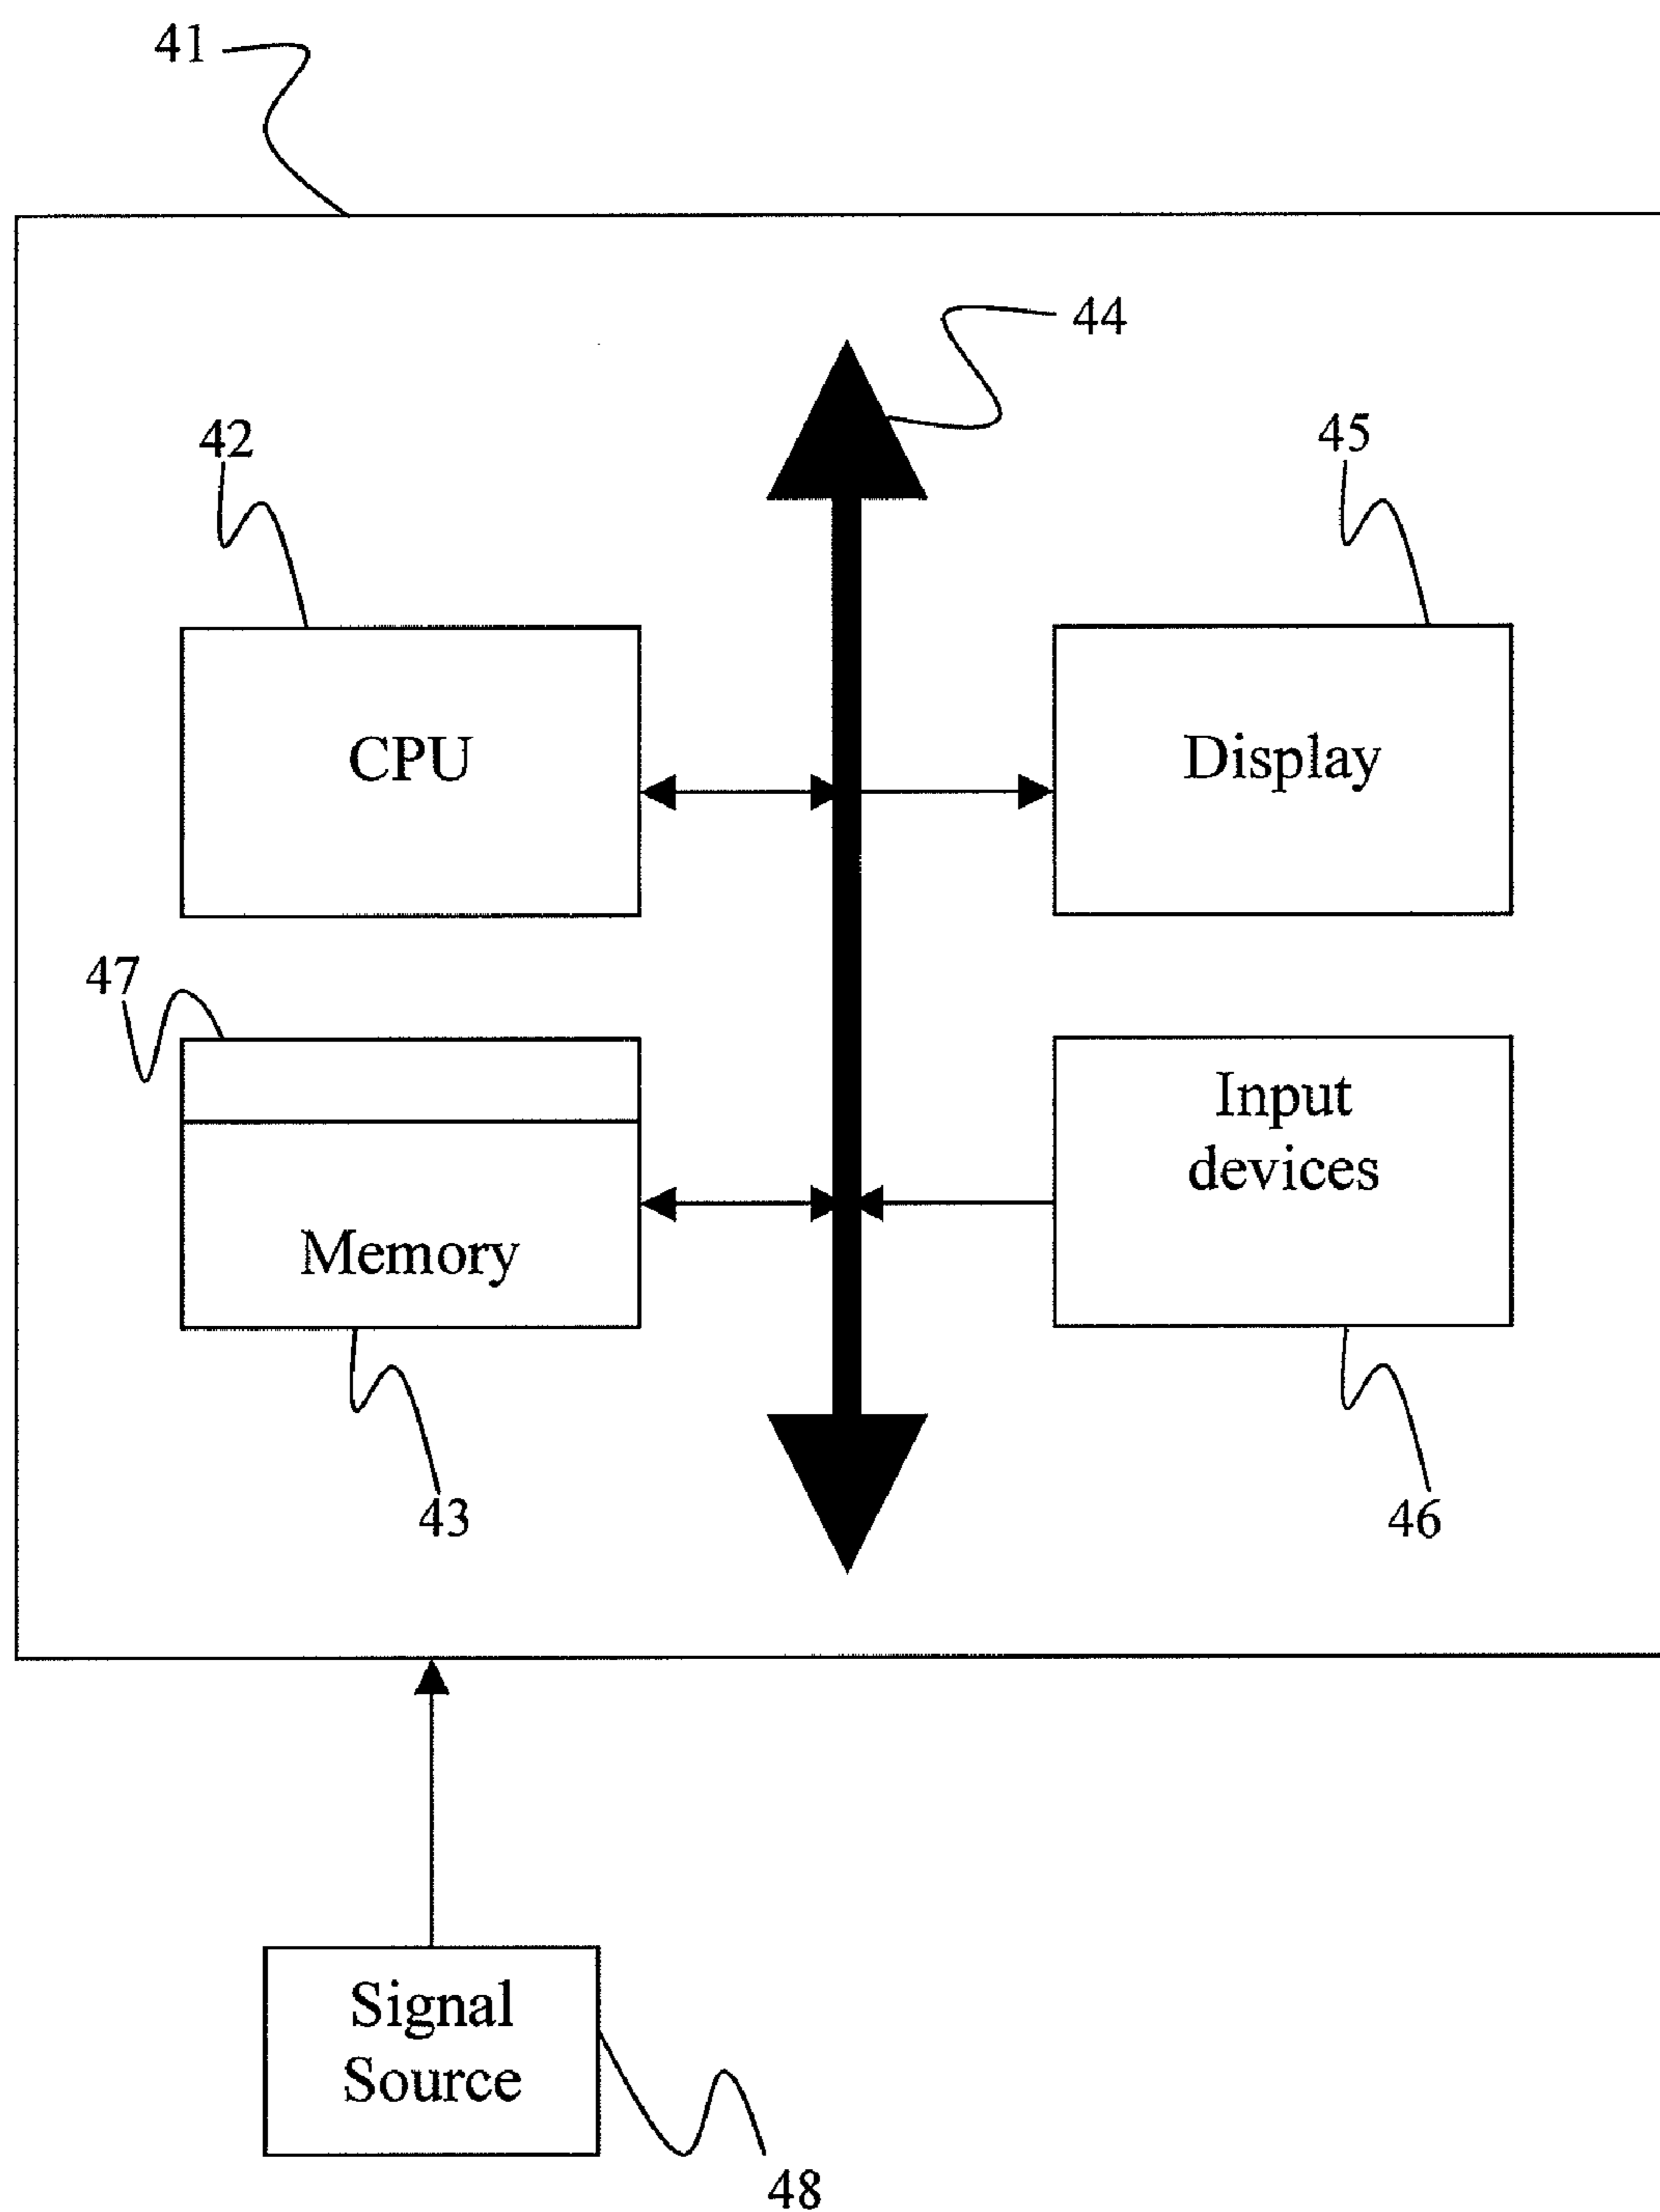 41
44
42
45
CPU
Display
47
Input
devices
Memory
43
46
Signal
Source
48